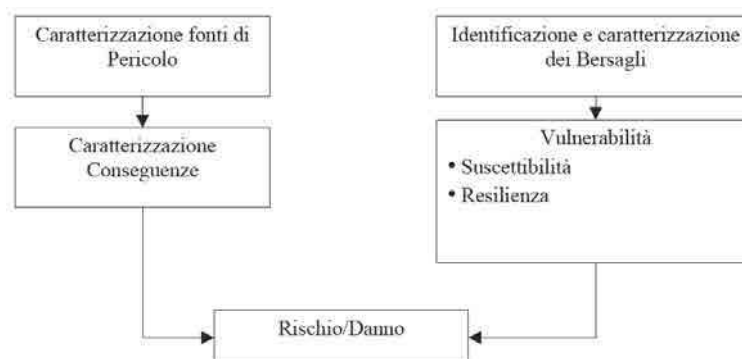 Caratterizzazione fonti di
Pericolo
Identificazione e caratterizzazione
dei Bersagli
Caratterizzazione
Conseguenze
Vulnerabilità
• Suscettibilità
• Resilienza
Rischio/Danno